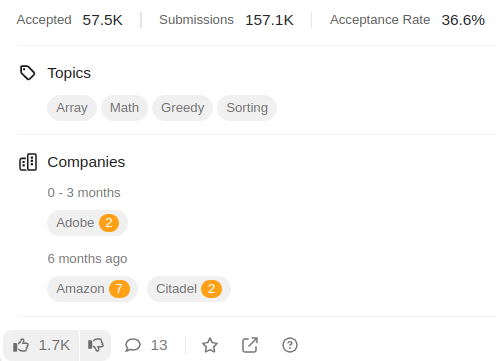 Accepted 57.5K Submissions 157.1K Acceptance Rate 36.6%
Topics
Array Math Greedy Sorting
Companies
0 - 3 months
Adobe 2
6 months ago
Amazon 7 Citadel 2
1.7K 13